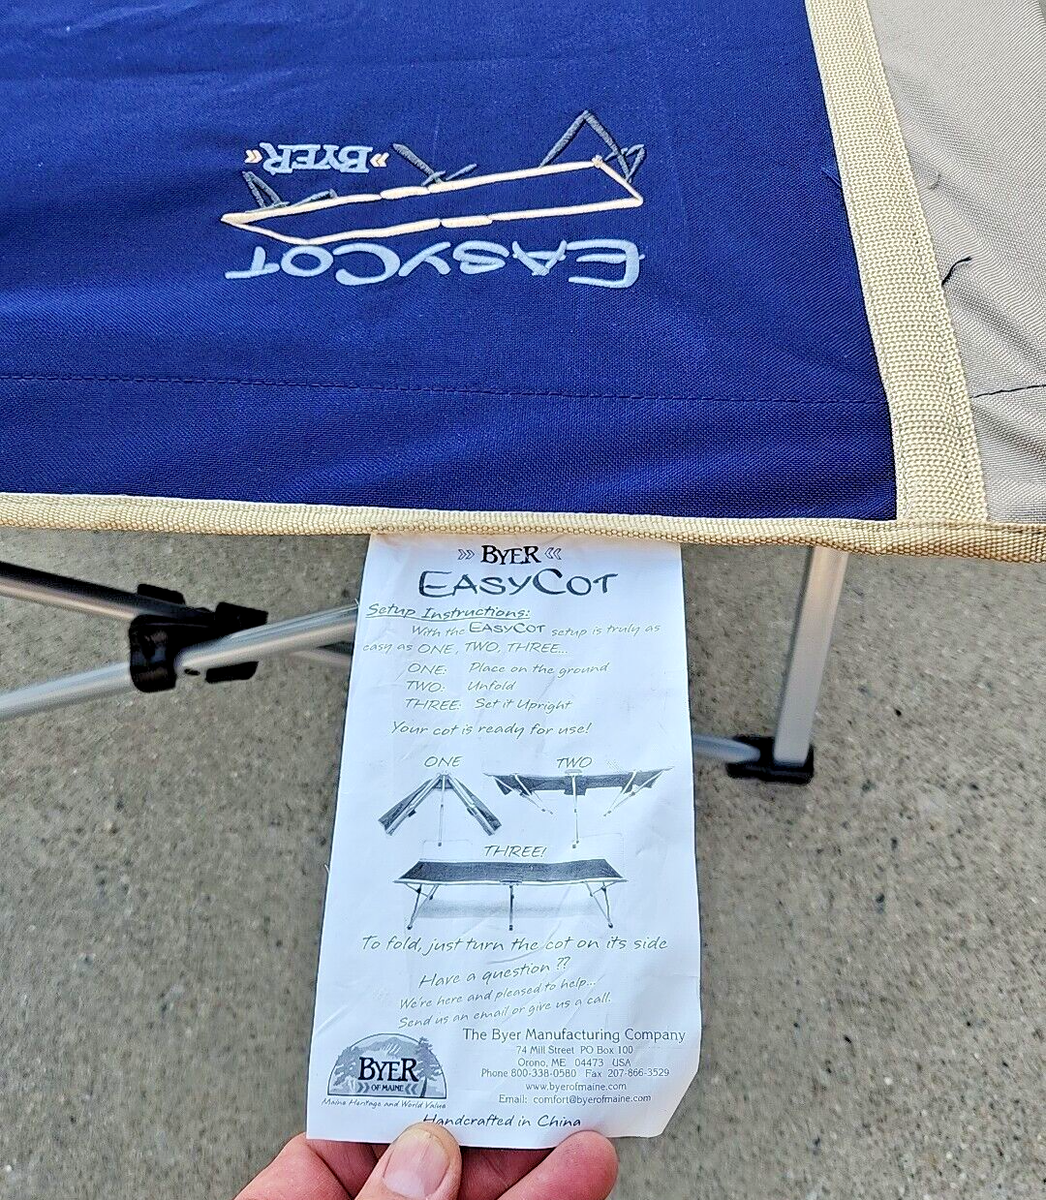 BYER
EASYCOT
» BYER «
EASYCOT
Setup Instructions:
With the EASYCOT setup is truly as
easy as ONE, TWO, THREE...
ONE: Place on the ground
TWO: Unfold
THREE: Set it Upright
Your cot is ready for use!
ONE TWO
THREE!
To fold, just turn the cot on its side
Have a question ??
We're here and pleased to help...
Send us an email or give us a call.
The Byer Manufacturing Company
74 Mill Street PO Box 100
Orono, ME 04473 USA
Phone 800-338-0580 Fax 207-866-3529
www.byerofmaine.com
Email: comfort@byerofmaine.com
BYER
OF MAINE
Maine Heritage and World Value
Handcrafted in China